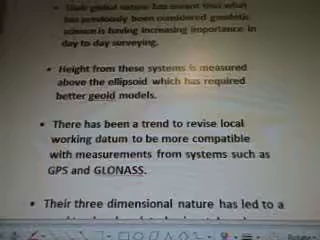 Their global nature has meant that what
has previously been considered geodetic
science is having increasing importance in
day to day surveying.
• Height from these systems is measured
above the ellipsoid which has required
better geoid models.
• There has been a trend to revise local
working datum to be more compatible
with measurements from systems such as
GPS and GLONASS.
• Their three dimensional nature has led to a